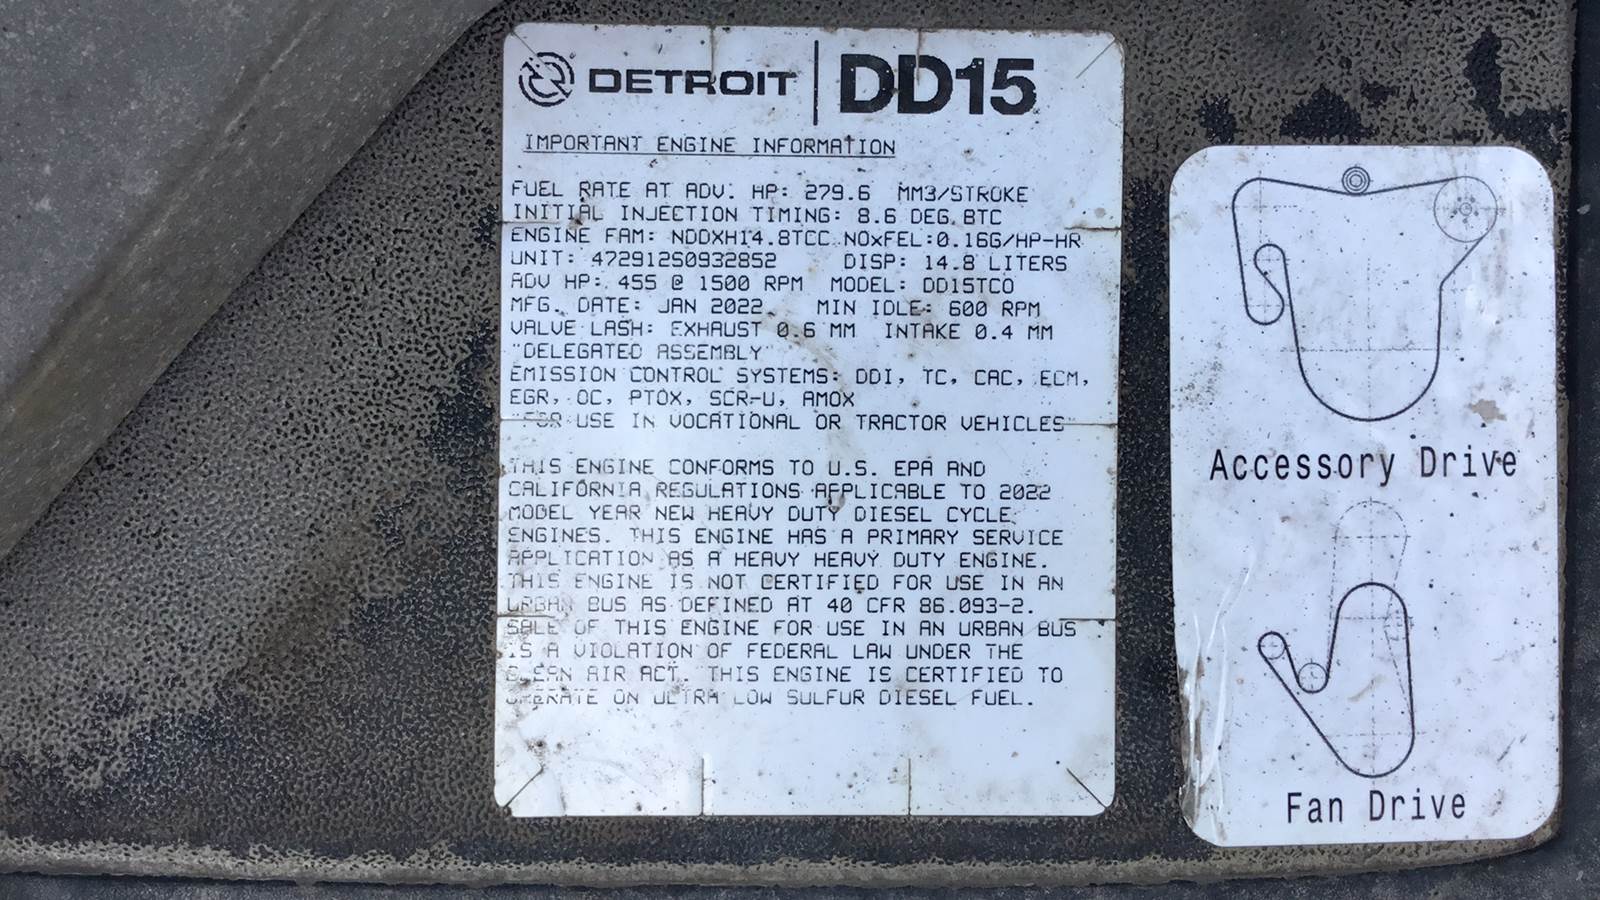 DETROIT DD15
IMPORTANT ENGINE INFORMATION
FUEL RATE AT ADV. HP: 279.6 MM3/STROKE
INITIAL INJECTION TIMING: 8.6 DEG. BTC
ENGINE FAM: NDDXH14.8TCC NOxFEL:0.16G/HP-HR
UNIT: 472912S0932852 DISP: 14.8 LITERS
ADV HP: 455 @ 1500 RPM MODEL: DD15TCO
MFG. DATE: JAN 2022 MIN IDLE: 600 RPM
VALVE LASH: EXHAUST 0.6 MM INTAKE 0.4 MM
"DELEGATED ASSEMBLY"
EMISSION CONTROL SYSTEMS: DDI, TC, CAC, ECM,
EGR, OC, PTOX, SCR-U, AMOX
"FOR USE IN VOCATIONAL OR TRACTOR VEHICLES"
THIS ENGINE CONFORMS TO U.S. EPA AND
CALIFORNIA REGULATIONS APPLICABLE TO 2022
MODEL YEAR NEW HEAVY DUTY DIESEL CYCLE
ENGINES. THIS ENGINE HAS A PRIMARY SERVICE
APPLICATION AS A HEAVY HEAVY DUTY ENGINE.
THIS ENGINE IS NOT CERTIFIED FOR USE IN AN
URBAN BUS AS DEFINED AT 40 CFR 86.093-2.
SALE OF THIS ENGINE FOR USE IN AN URBAN BUS
IS A VIOLATION OF FEDERAL LAW UNDER THE
CLEAN AIR ACT. THIS ENGINE IS CERTIFIED TO
OPERATE ON ULTRA LOW SULFUR DIESEL FUEL.
Accessory Drive
Fan Drive